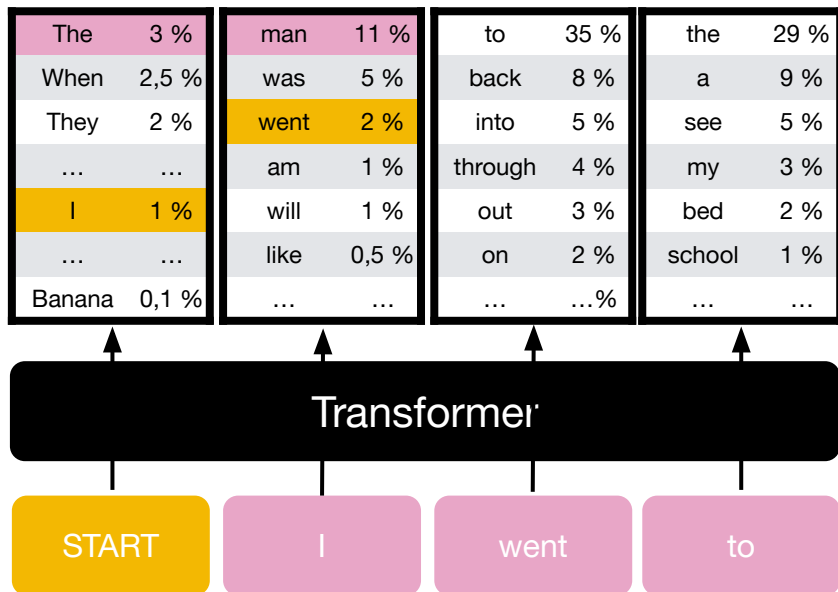 The 3 % man 11 % to 35 % the 29 %
When 2,5 % was 5 % back 8 % a 9 %
They 2 % went 2 % into 5 % see 5 %
... ... am 1 % through 4 % my 3 %
I 1 % will 1 % out 3 % bed 2 %
... ... like 0,5 % on 2 % school 1 %
Banana 0,1 % ... ... ... ...% ... ...
Transformer
START I went to